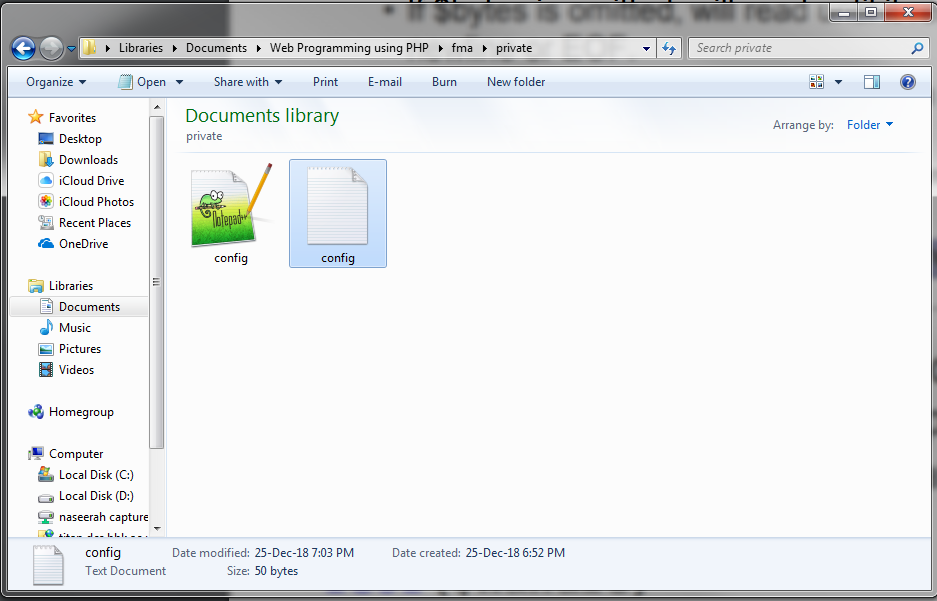 If $bytes is omitted, will read
EOF.
Libraries Documents Web Programming using PHP fma private
Search private
Organize Open Share with Print E-mail Burn New folder
Documents library
private
Arrange by: Folder
Favorites
Desktop
Downloads
iCloud Drive
iCloud Photos
Recent Places
OneDrive
Libraries
Documents
Music
Pictures
Videos
Homegroup
Computer
Local Disk (C:)
Local Disk (D:)
naseerah capture
Notepad++
config
config
config
Date modified: 25-Dec-18 7:03 PM
Date created: 25-Dec-18 6:52 PM
Text Document
Size: 50 bytes